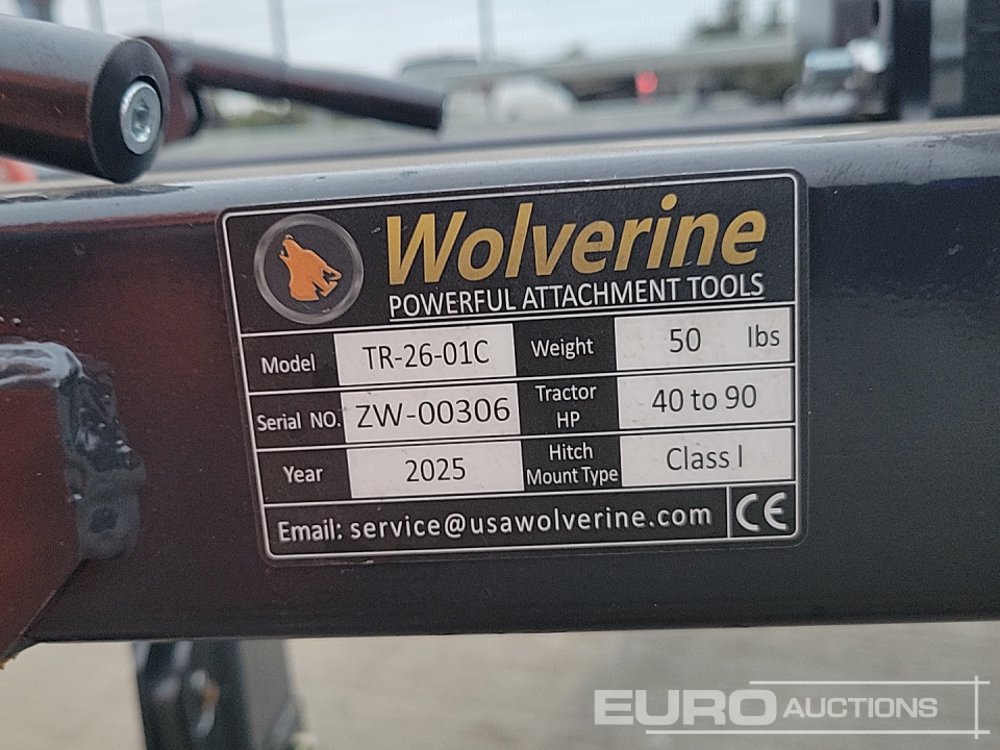 Wolverine
POWERFUL ATTACHMENT TOOLS
Model TR-26-01C Weight 50 lbs
Serial NO. ZW-00306 Tractor HP 40 to 90
Year 2025 Hitch Mount Type Class I
Email: service@usawolverine.com CE
EURO AUCTIONS